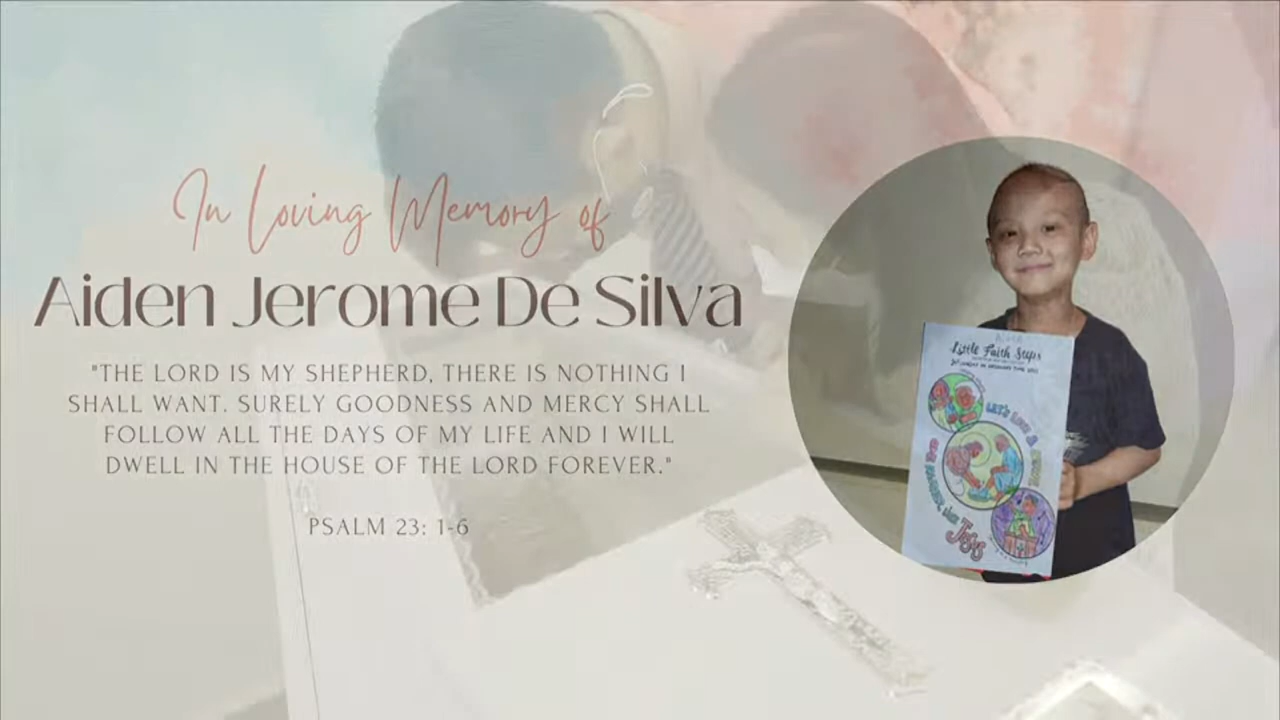 In Loving Memory of
Aiden Jerome De Silva
"THE LORD IS MY SHEPHERD, THERE IS NOTHING I
SHALL WANT. SURELY GOODNESS AND MERCY SHALL
FOLLOW ALL THE DAYS OF MY LIFE AND I WILL
DWELL IN THE HOUSE OF THE LORD FOREVER."
PSALM 23: 1-6
Little Faith Steps
LET'S
Jesus